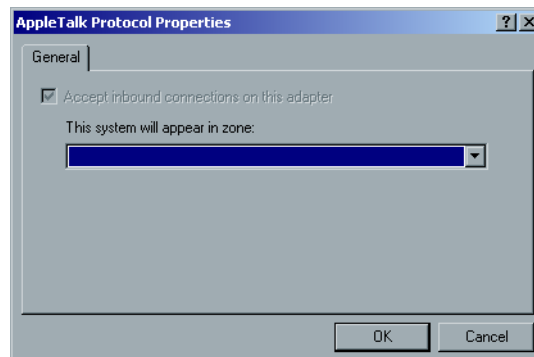 AppleTalk Protocol Properties
General
Accept inbound connections on this adapter
This system will appear in zone:
OK
Cancel